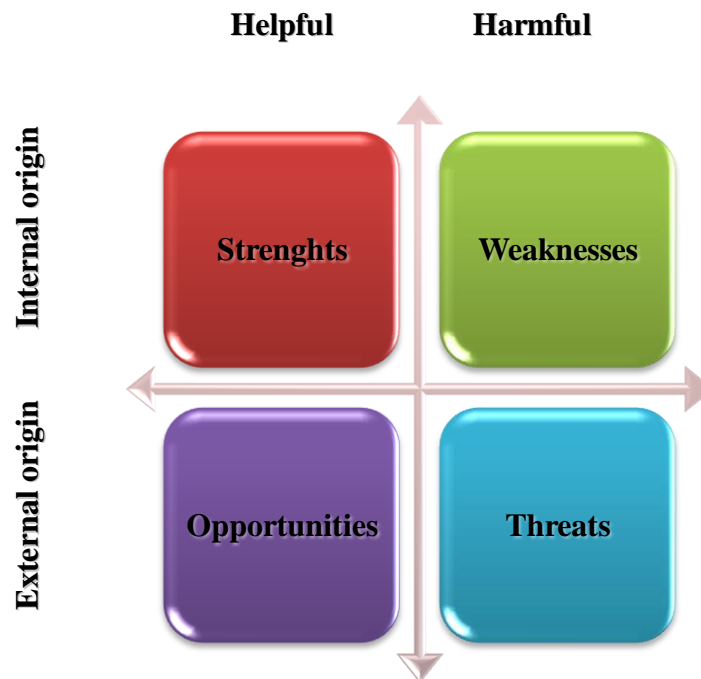 Helpful
Harmful
Internal origin
Strenghts
Weaknesses
External origin
Opportunities
Threats